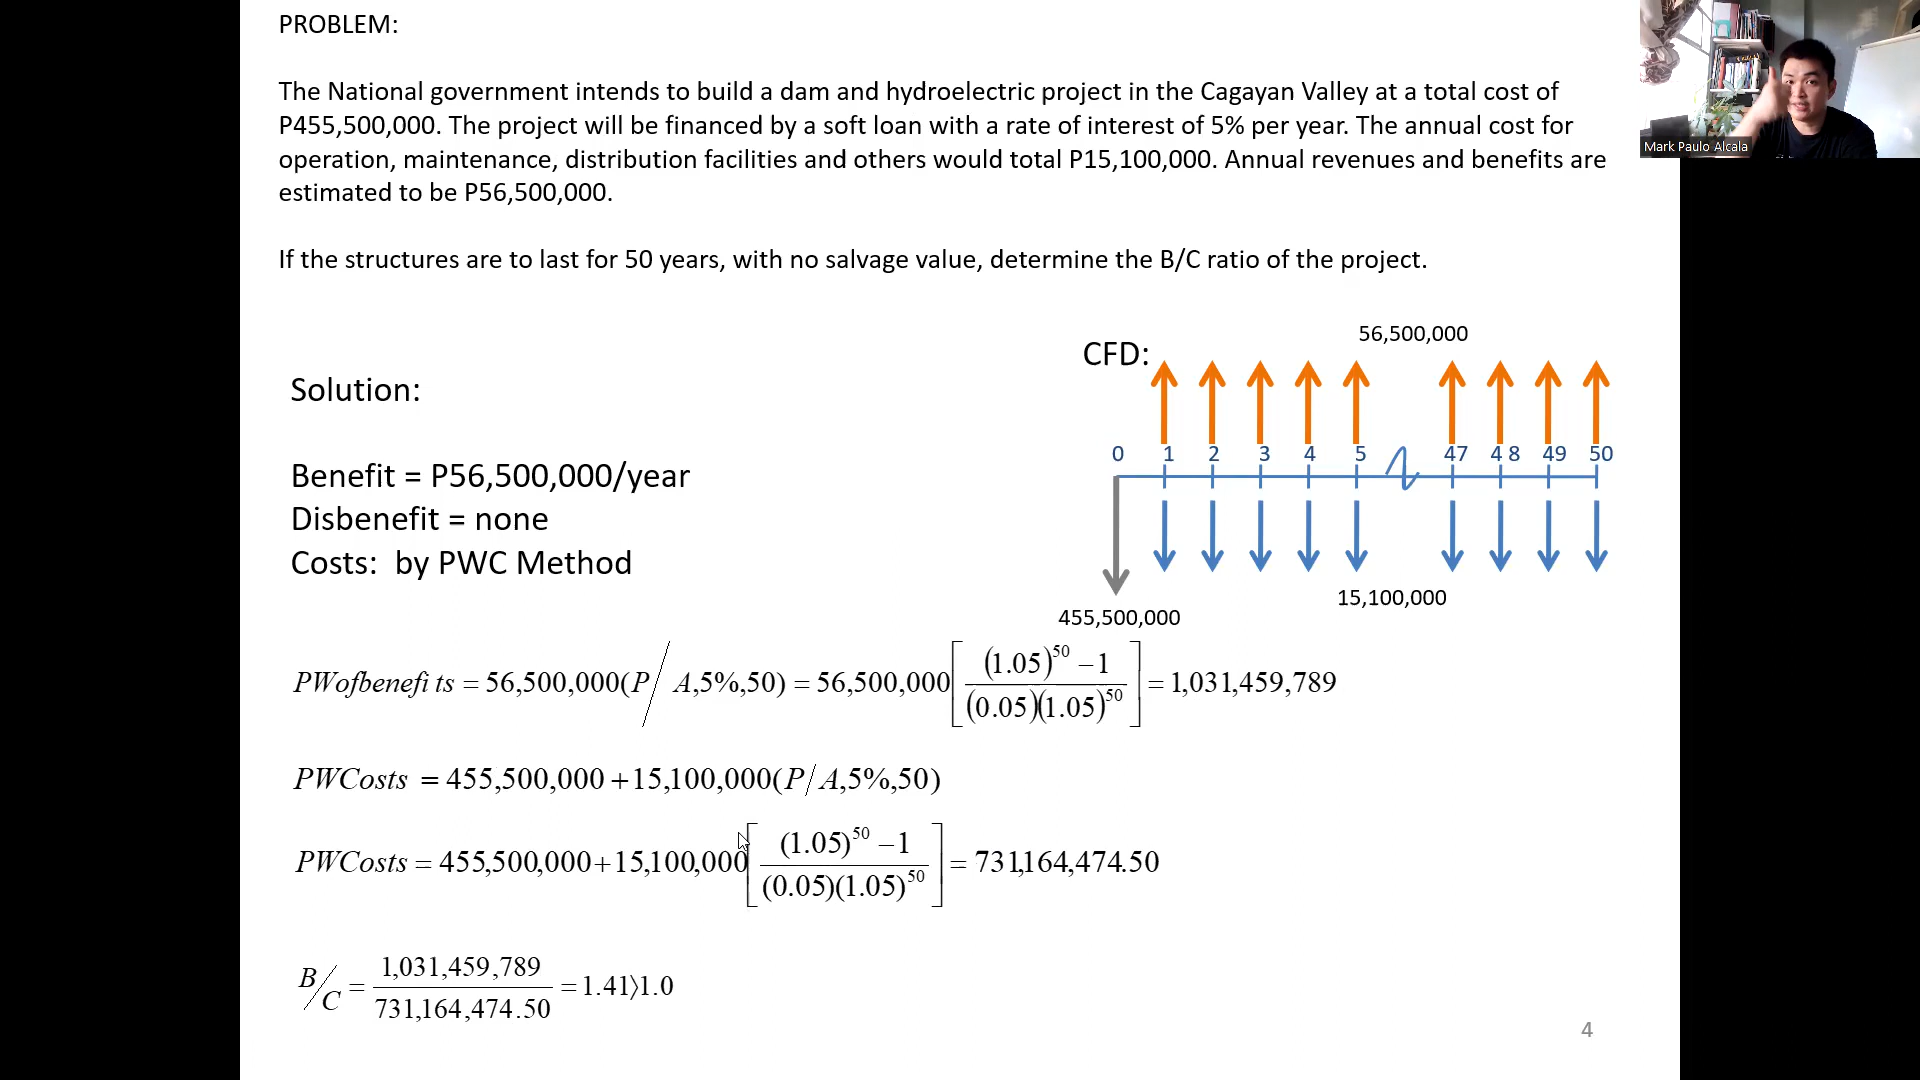 PROBLEM:
The National government intends to build a dam and hydroelectric project in the Cagayan Valley at a total cost of
P455,500,000. The project will be financed by a soft loan with a rate of interest of 5% per year. The annual cost for
operation, maintenance, distribution facilities and others would total P15,100,000. Annual revenues and benefits are
estimated to be P56,500,000.
If the structures are to last for 50 years, with no salvage value, determine the B/C ratio of the project.
Mark Paulo Alcala
Solution:
Benefit = P56,500,000/year
Disbenefit = none
Costs: by PWC Method
CFD:
56,500,000
0 1 2 3 4 5 47 4 8 49 50
15,100,000
455,500,000
PWofbenefi ts = 56,500,000(P/A,5%,50) = 56,500,000[((1.05)^50 −1)/((0.05)(1.05)^50)] = 1,031,459,789
PWCosts = 455,500,000 +15,100,000(P/A,5%,50)
PWCosts = 455,500,000+15,100,000[((1.05)^50 −1)/((0.05)(1.05)^50)] = 731,164,474.50
B/C = 1,031,459,789/731,164,474.50 = 1.41⟩1.0
4